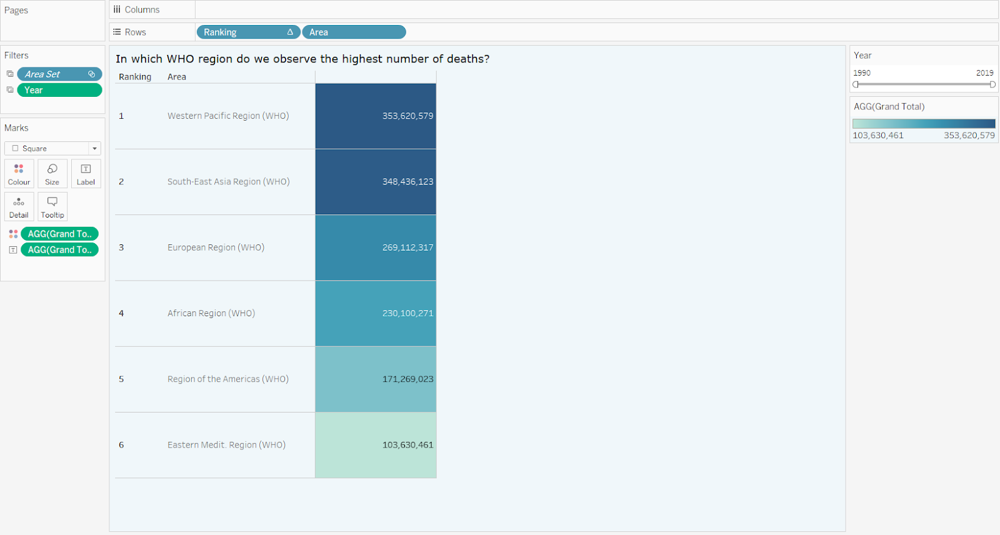 Pages
Columns
Rows
Ranking
Area
Filters
Area Set
Year
Marks
Square
Colour
Size
Label
Detail
Tooltip
AGG(Grand To..
AGG(Grand To..
In which WHO region do we observe the highest number of deaths?
Ranking Area
1 Western Pacific Region (WHO) 353,620,579
2 South-East Asia Region (WHO) 348,436,123
3 European Region (WHO) 269,112,317
4 African Region (WHO) 230,100,271
5 Region of the Americas (WHO) 171,269,023
6 Eastern Medit. Region (WHO) 103,630,461
Year
1990 2019
AGG(Grand Total)
103,630,461 353,620,579